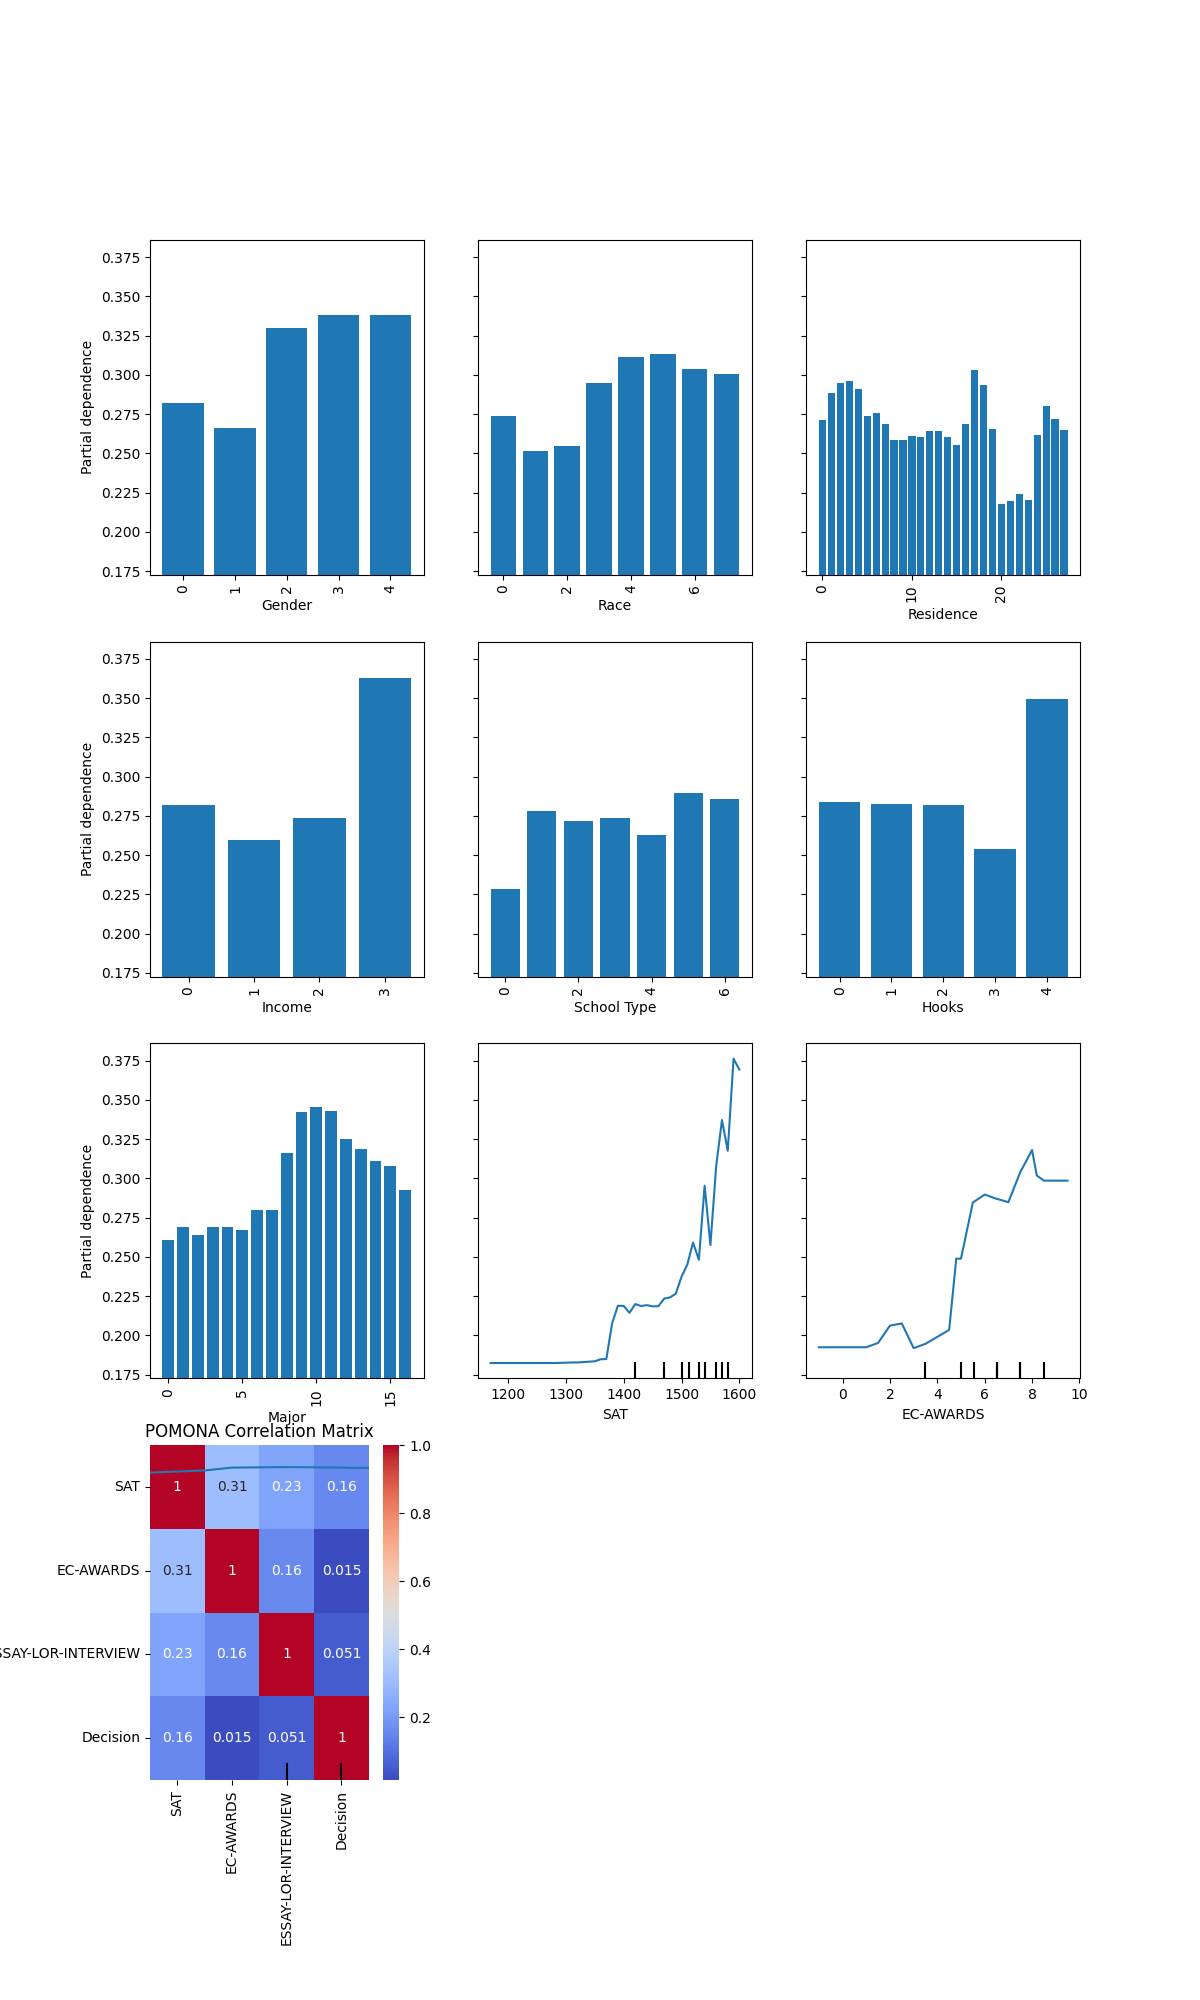 0.375
0.350
0.325
0.300
0.275
0.250
0.225
0.200
0.175
Partial dependence
0 1 2 3 4
Gender
0 2 4 6
Race
0 10 20
Residence
0.375
0.350
0.325
0.300
0.275
0.250
0.225
0.200
0.175
Partial dependence
0 1 2 3
Income
0 2 4 6
School Type
0 1 2 3 4
Hooks
0.375
0.350
0.325
0.300
0.275
0.250
0.225
0.200
0.175
Partial dependence
0 5 10 15
Major
1200 1300 1400 1500 1600
SAT
0 2 4 6 8 10
EC-AWARDS
POMONA Correlation Matrix
SAT 1 0.31 0.23 0.16
EC-AWARDS 0.31 1 0.16 0.015
SSAY-LOR-INTERVIEW 0.23 0.16 1 0.051
Decision 0.16 0.015 0.051 1
SAT
EC-AWARDS
ESSAY-LOR-INTERVIEW
Decision
1.0
0.8
0.6
0.4
0.2